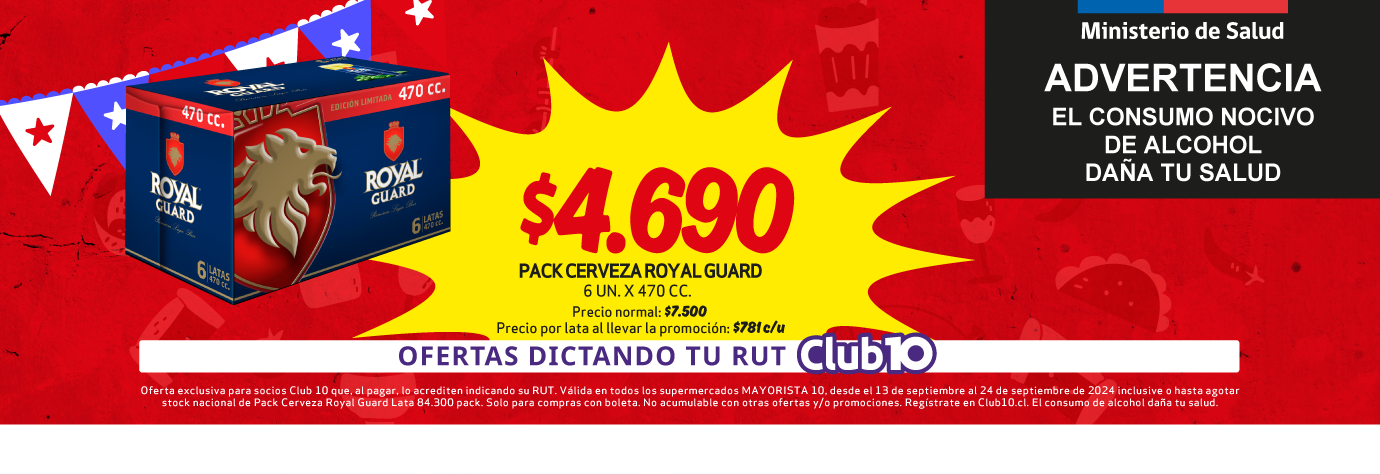 Ministerio de Salud
ADVERTENCIA
EL CONSUMO NOCIVO
DE ALCOHOL
DAÑA TU SALUD
ROYAL
GUARD
470 CC.
EDICIÓN LIMITADA 470 CC.
ROYAL
GUARD
6 LATAS
470 CC.
ROYAL
GUARD
6 LATAS
470 CC.
$4.690
PACK CERVEZA ROYAL GUARD
6 UN. X 470 CC.
Precio normal: $7.500
Precio por lata al llevar la promoción: $781 c/u
OFERTAS DICTANDO TU RUT Club10
Oferta exclusiva para socios Club 10 que, al pagar, lo acrediten indicando su RUT. Válida en todos los supermercados MAYORISTA 10, desde el 13 de septiembre al 24 de septiembre de 2024 inclusive o hasta agotar
stock nacional de Pack Cerveza Royal Guard Lata 84.300 pack. Solo para compras con boleta. No acumulable con otras ofertas y/o promociones. Regístrate en Club10.cl. El consumo de alcohol daña tu salud.